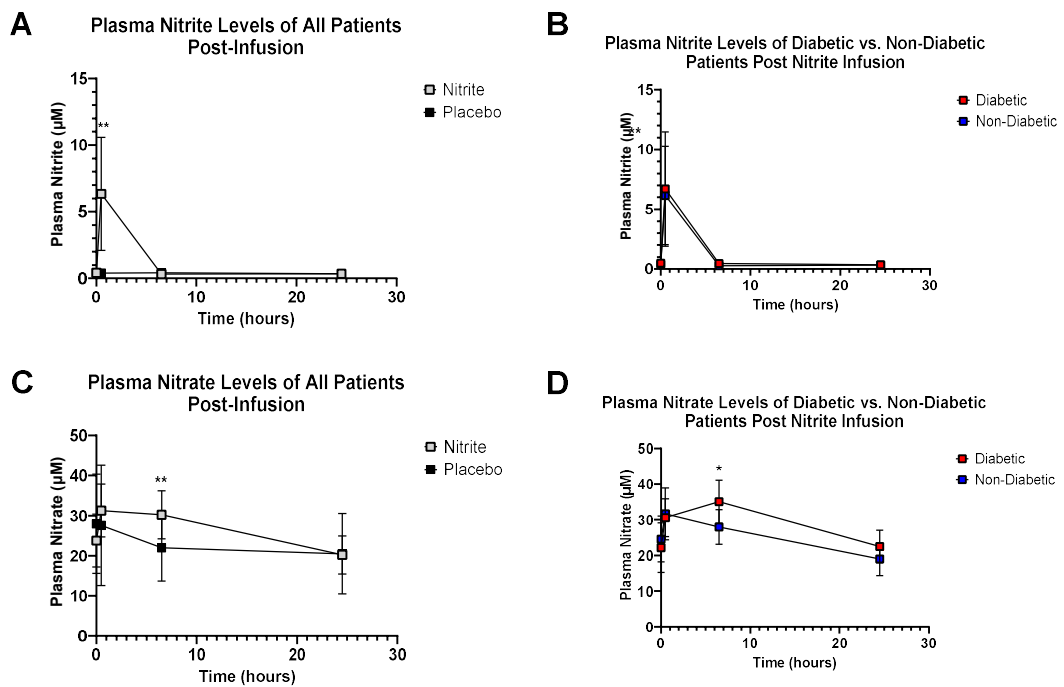 A
Plasma Nitrite Levels of All Patients
Post-Infusion
15
10
5
0
0
10
20
30
Plasma Nitrite (µM)
Time (hours)
**
Nitrite
Placebo
B
Plasma Nitrite Levels of Diabetic vs. Non-Diabetic
Patients Post Nitrite Infusion
15
10
5
0
0
10
20
30
Plasma Nitrite (µM)
Time (hours)
**
Diabetic
Non-Diabetic
C
Plasma Nitrate Levels of All Patients
Post-Infusion
50
40
30
20
10
0
0
10
20
30
Plasma Nitrate (µM)
Time (hours)
**
Nitrite
Placebo
D
Plasma Nitrate Levels of Diabetic vs. Non-Diabetic
Patients Post Nitrite Infusion
50
40
30
20
10
0
0
10
20
30
Plasma Nitrate (µM)
Time (hours)
*
Diabetic
Non-Diabetic